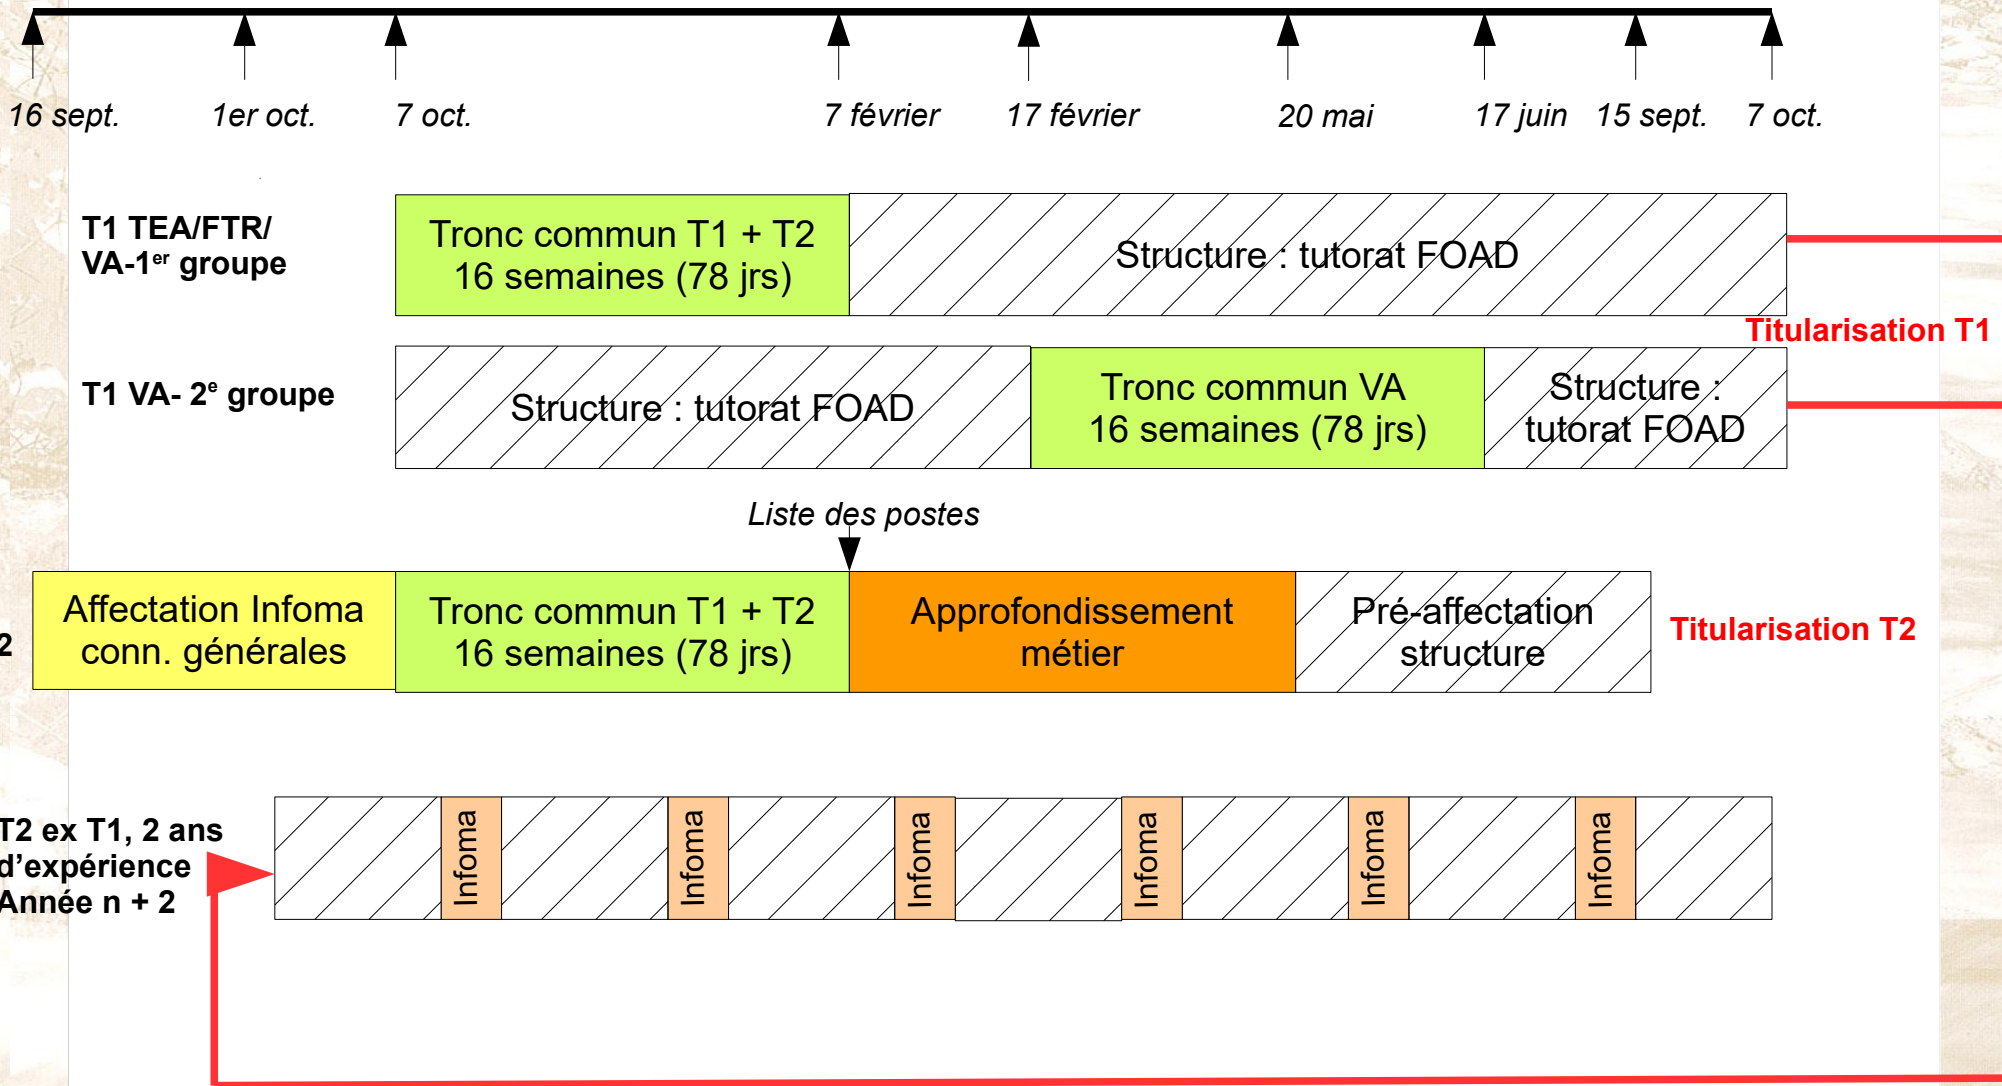 16 sept.
1er oct.
7 oct.
7 février
17 février
20 mai
17 juin
15 sept.
7 oct.
T1 TEA/FTR/
VA-1er groupe
Tronc commun T1 + T2
16 semaines (78 jrs)
Structure : tutorat FOAD
Titularisation T1
T1 VA- 2e groupe
Structure : tutorat FOAD
Tronc commun VA
16 semaines (78 jrs)
Structure :
tutorat FOAD
Liste des postes
2
Affectation Infoma
conn. générales
Tronc commun T1 + T2
16 semaines (78 jrs)
Approfondissement
métier
Pré-affectation
structure
Titularisation T2
T2 ex T1, 2 ans
d’expérience
Année n + 2
Infoma
Infoma
Infoma
Infoma
Infoma
Infoma